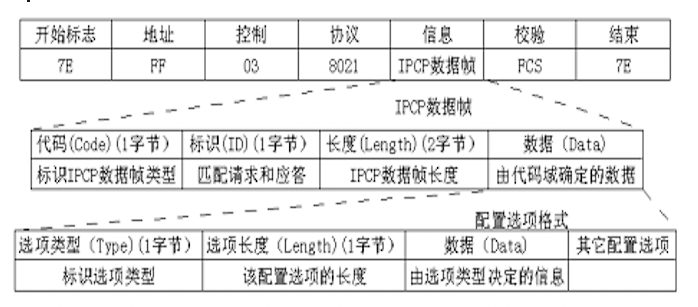 开始标志 地址 控制 协议 信息 校验 结束
7E FF 03 8021 IPCP数据帧 FCS 7E
IPCP数据帧
代码(Code)(1字节) 标识(ID)(1字节) 长度(Length)(2字节) 数据 (Data)
标识IPCP数据帧类型 匹配请求和应答 IPCP数据帧长度 由代码域确定的数据
配置选项格式
选项类型 (Type)(1字节) 选项长度 (Length)(1字节) 数据 (Data) 其它配置选项
标识选项类型 该配置选项的长度 由选项类型决定的信息